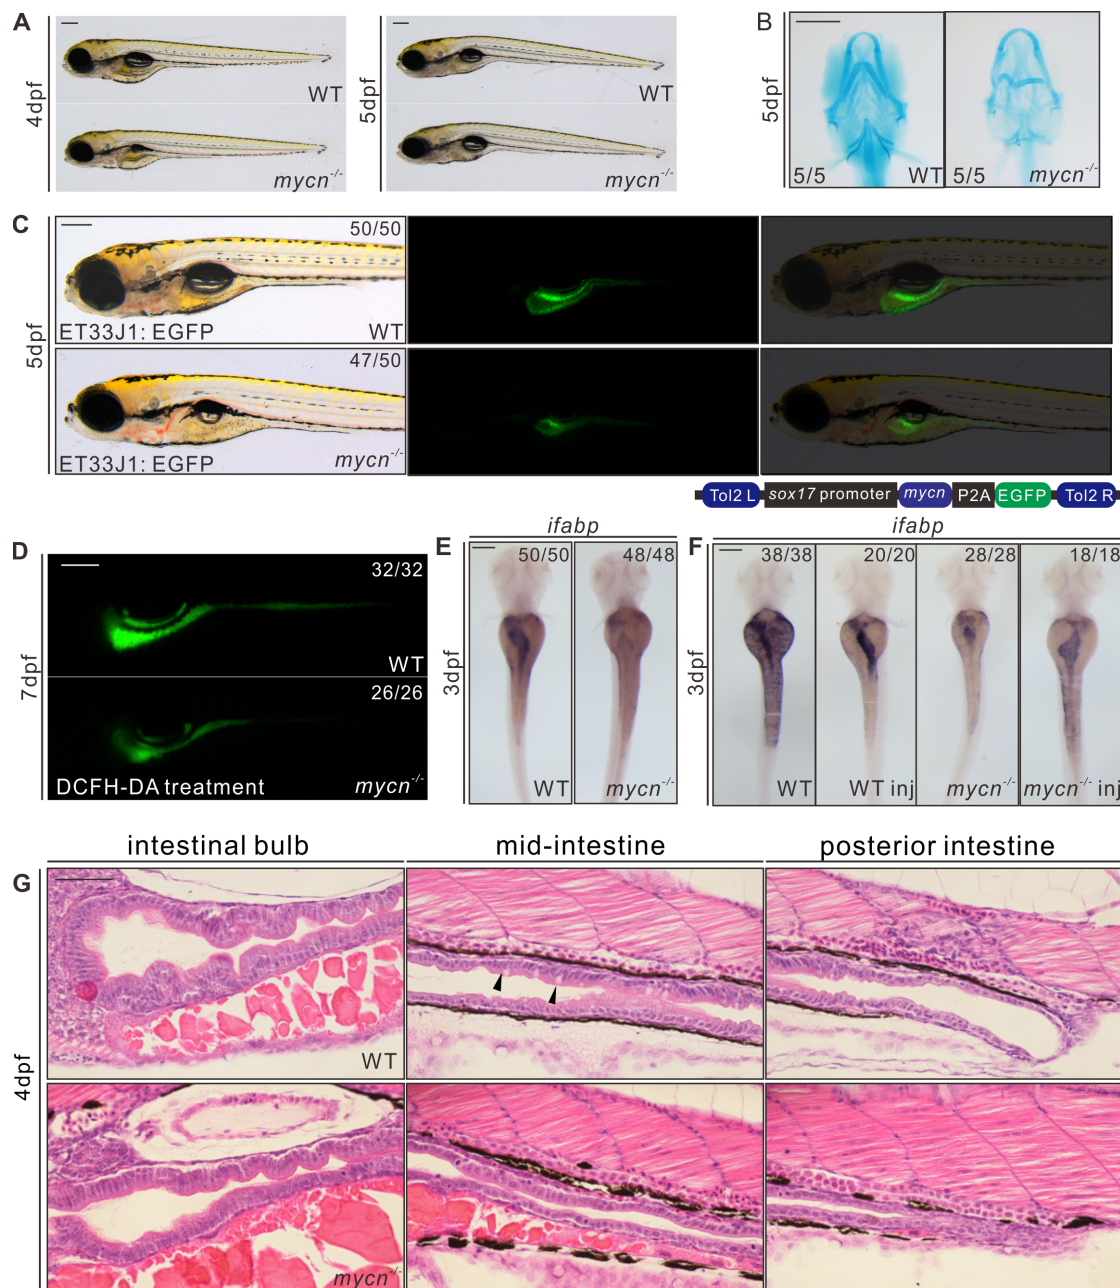 A
4dpf
WT
mycn-/-
5dpf
WT
mycn-/-
B
5dpf
5/5
WT
5/5
mycn-/-
C
5dpf
50/50
ET33J1: EGFP
WT
47/50
ET33J1: EGFP
mycn-/-
Tol2 L
sox17 promoter
mycn
P2A
EGFP
Tol2 R
D
7dpf
32/32
WT
26/26
DCFH-DA treatment
mycn-/-
E
ifabp
3dpf
50/50
48/48
WT
mycn-/-
F
ifabp
3dpf
38/38
20/20
28/28
18/18
WT
WT inj
mycn-/-
mycn-/- inj
intestinal bulb
mid-intestine
posterior intestine
G
4dpf
WT
mycn-/-